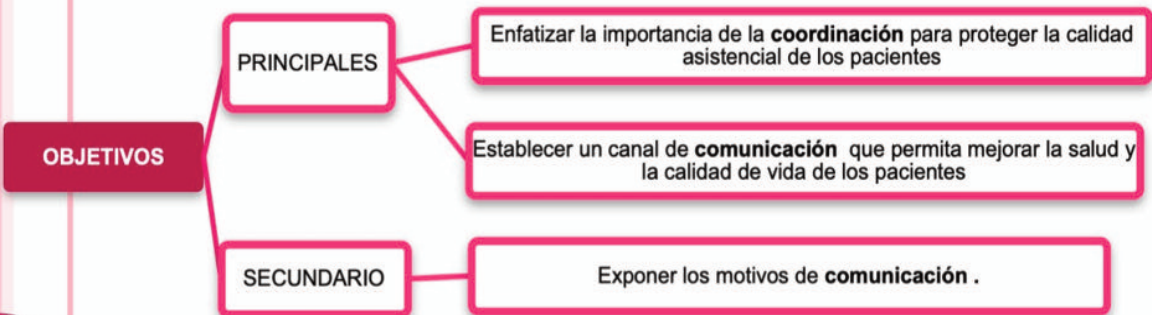 OBJETIVOS
PRINCIPALES
Enfatizar la importancia de la coordinación para proteger la calidad
asistencial de los pacientes
Establecer un canal de comunicación que permita mejorar la salud y
la calidad de vida de los pacientes
SECUNDARIO
Exponer los motivos de comunicación .